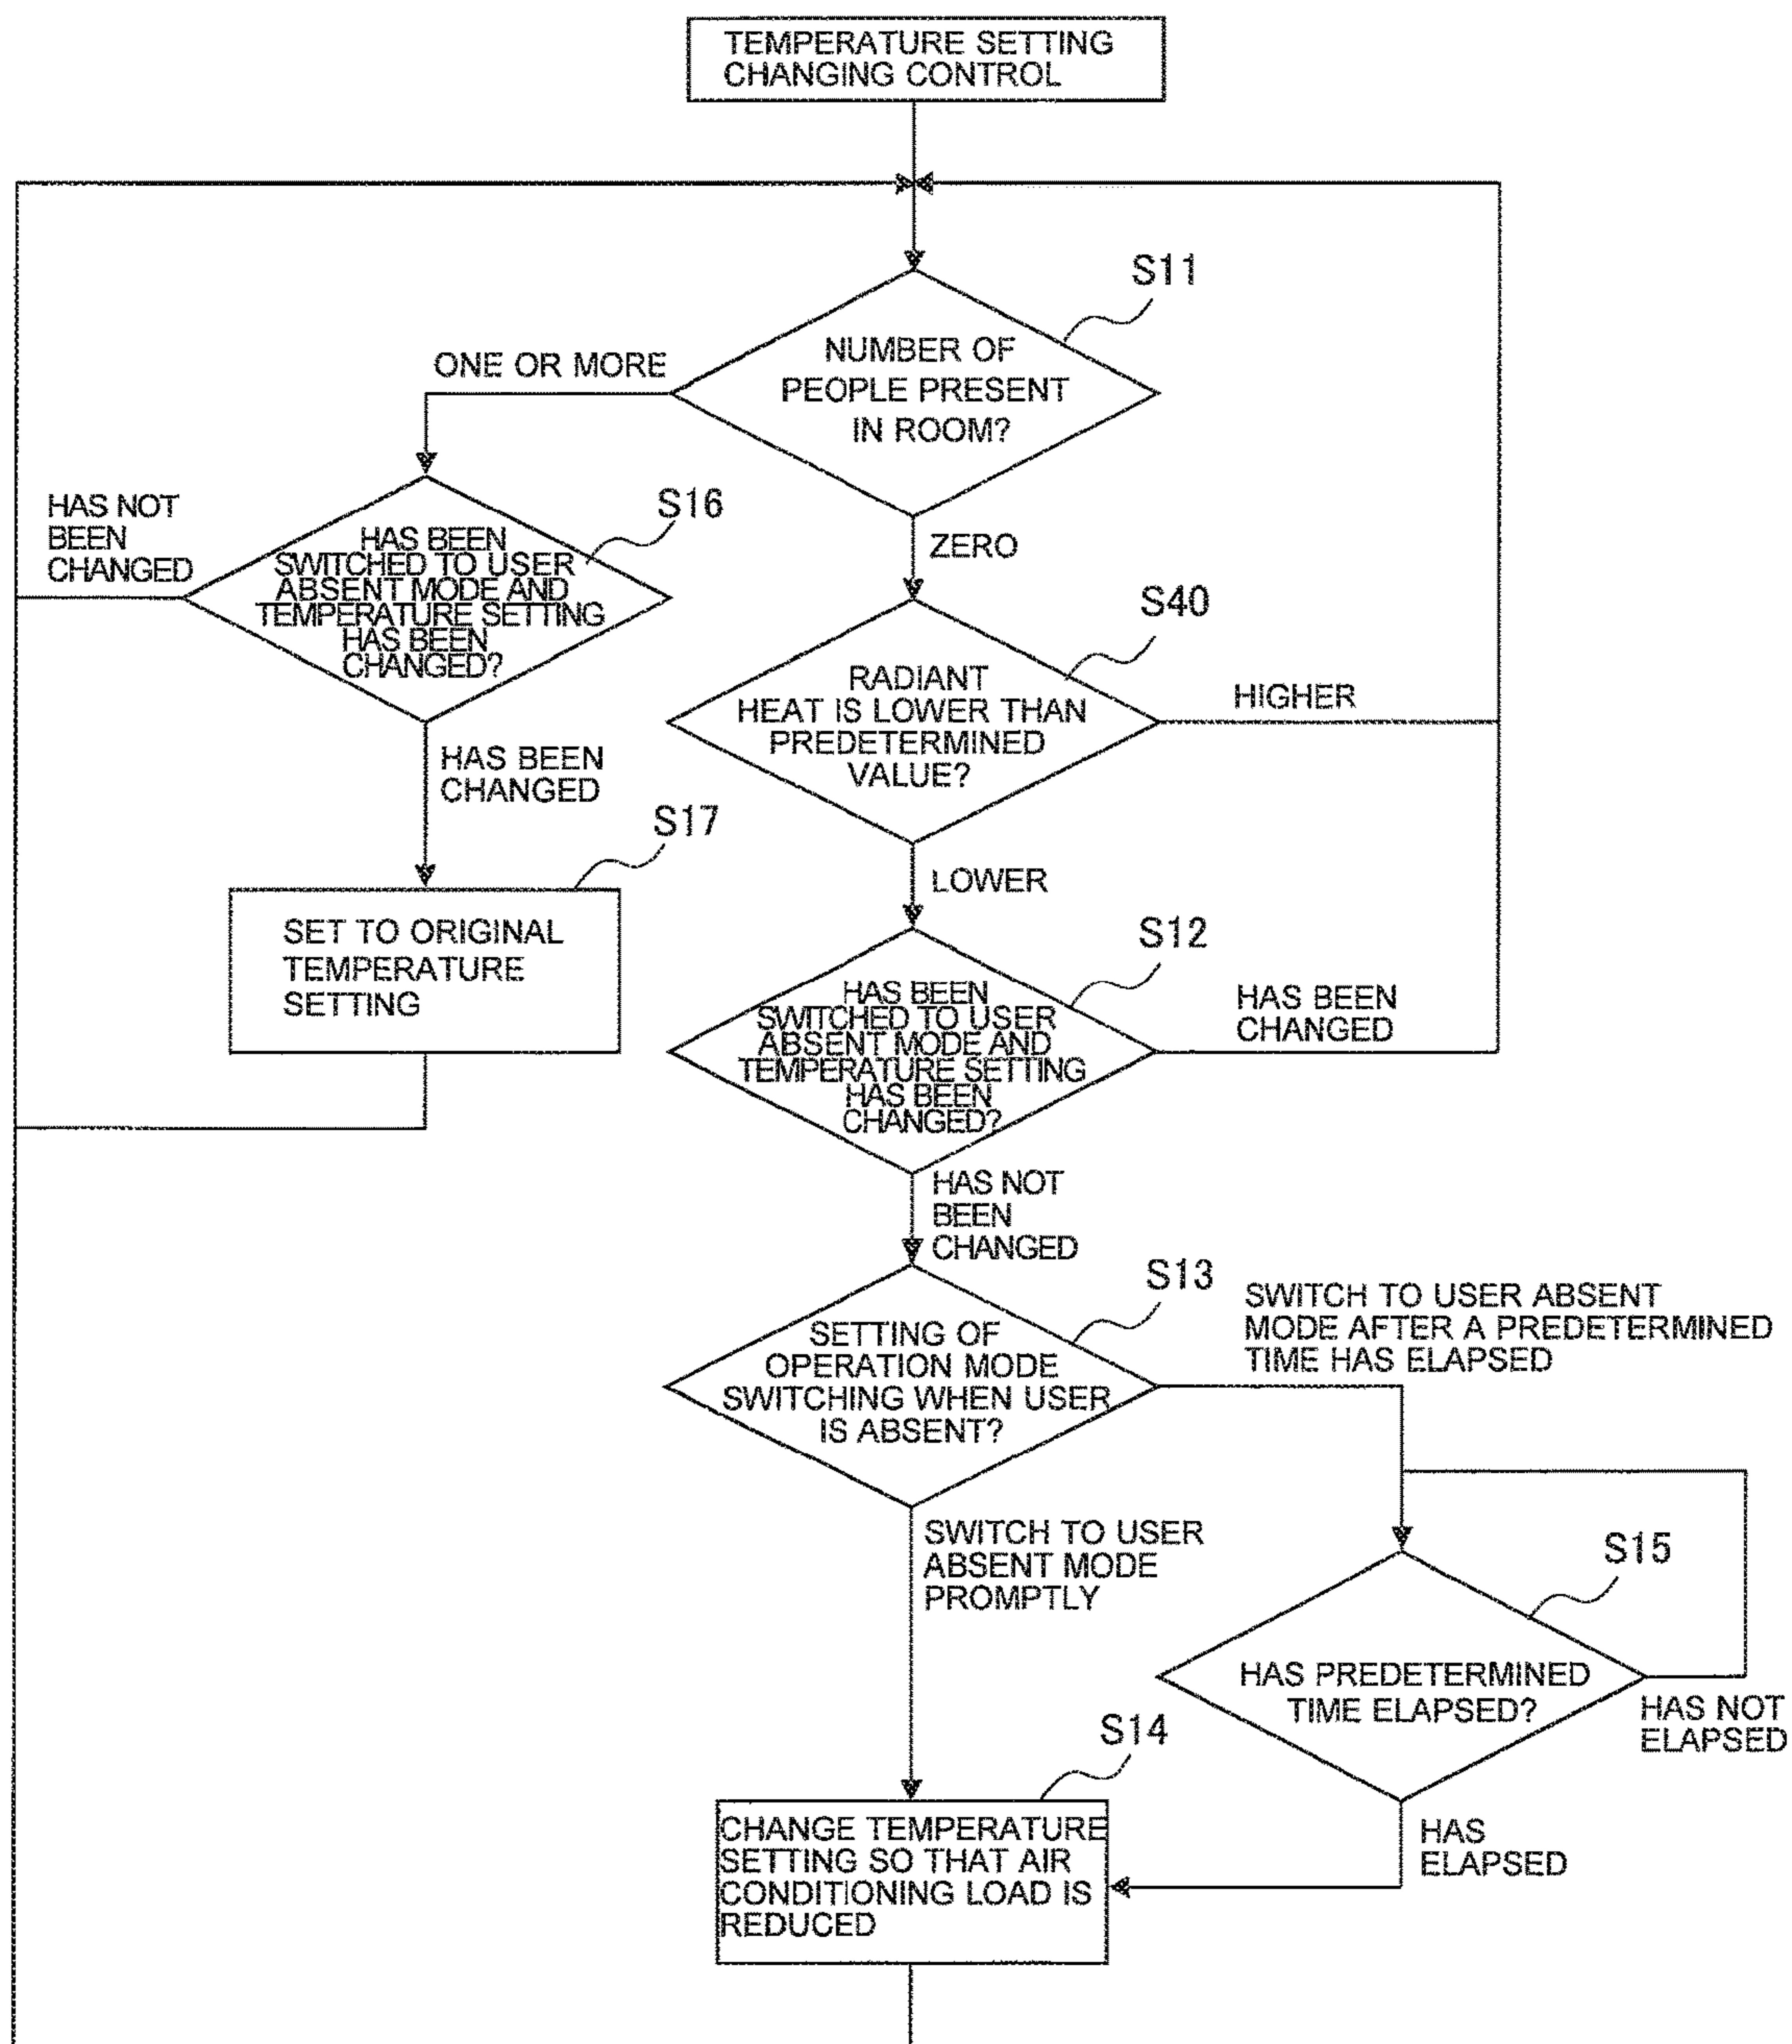 TEMPERATURE SETTING
CHANGING CONTROL
S11
NUMBER OF
PEOPLE PRESENT
IN ROOM?
ONE OR MORE
ZERO
HAS NOT
BEEN
CHANGED
S16
HAS BEEN
SWITCHED TO USER
ABSENT MODE AND
TEMPERATURE SETTING
HAS BEEN
CHANGED?
S40
RADIANT
HEAT IS LOWER THAN
PREDETERMINED
VALUE?
HIGHER
HAS BEEN
CHANGED
S17
SET TO ORIGINAL
TEMPERATURE
SETTING
LOWER
S12
HAS BEEN
SWITCHED TO USER
ABSENT MODE AND
TEMPERATURE SETTING
HAS BEEN
CHANGED?
HAS BEEN
CHANGED
HAS NOT
BEEN
CHANGED
S13
SETTING OF
OPERATION MODE
SWITCHING WHEN USER
IS ABSENT?
SWITCH TO USER ABSENT
MODE AFTER A PREDETERMINED
TIME HAS ELAPSED
SWITCH TO USER
ABSENT MODE
PROMPTLY
S15
HAS PREDETERMINED
TIME ELAPSED?
HAS NOT
ELAPSED
S14
CHANGE TEMPERATURE
SETTING SO THAT AIR
CONDITIONING LOAD IS
REDUCED
HAS
ELAPSED